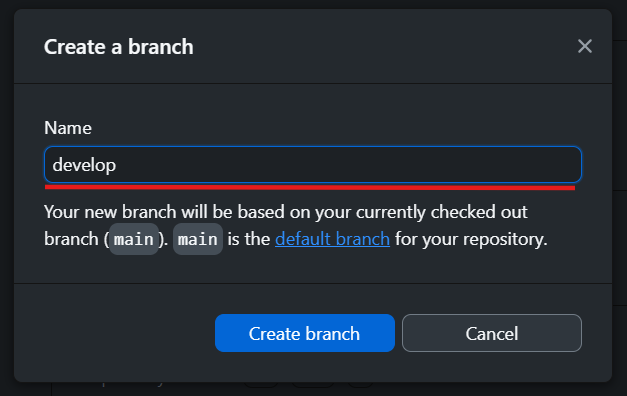 Create a branch
Name
develop
Your new branch will be based on your currently checked out
branch (main). main is the default branch for your repository.
Create branch
Cancel